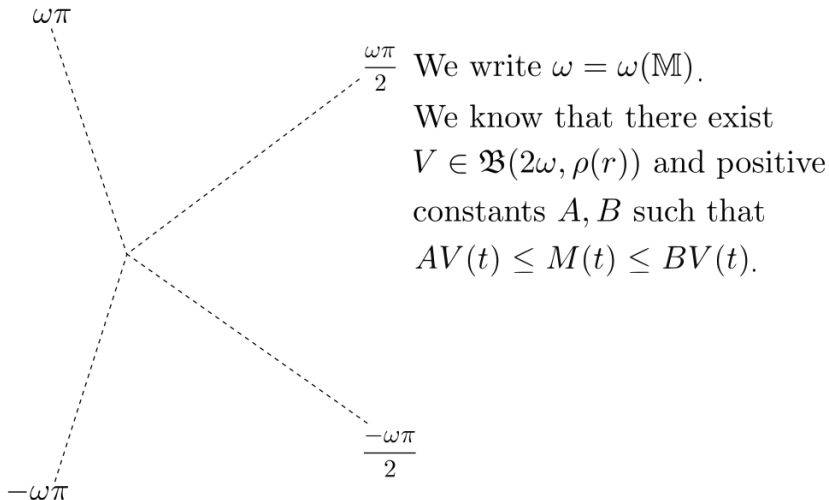 ωπ
ωπ/2
We write ω = ω(𝕄).
We know that there exist
V ∈ 𝔅(2ω, ρ(r)) and positive
constants A, B such that
AV(t) ≤ M(t) ≤ BV(t).
-ωπ/2
-ωπ